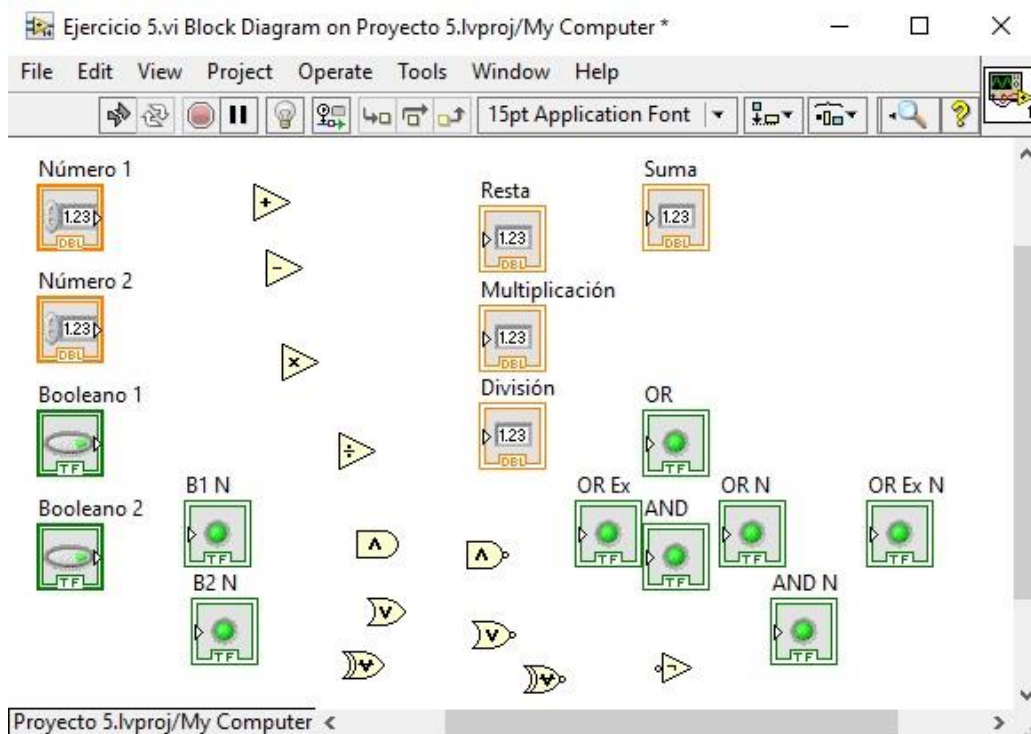 Ejercicio 5.vi Block Diagram on Proyecto 5.lvproj/My Computer *
File Edit View Project Operate Tools Window Help
15pt Application Font
Número 1
Suma
Resta
1.23
DBL
1.23
DBL
1.23
DBL
Número 2
Multiplicación
1.23
DBL
1.23
DBL
Booleano 1
División
OR
1.23
DBL
TF
TF
B1 N
OR Ex
OR N
OR Ex N
Booleano 2
AND
TF
TF
TF
TF
TF
TF
B2 N
AND N
TF
TF
Proyecto 5.lvproj/My Computer